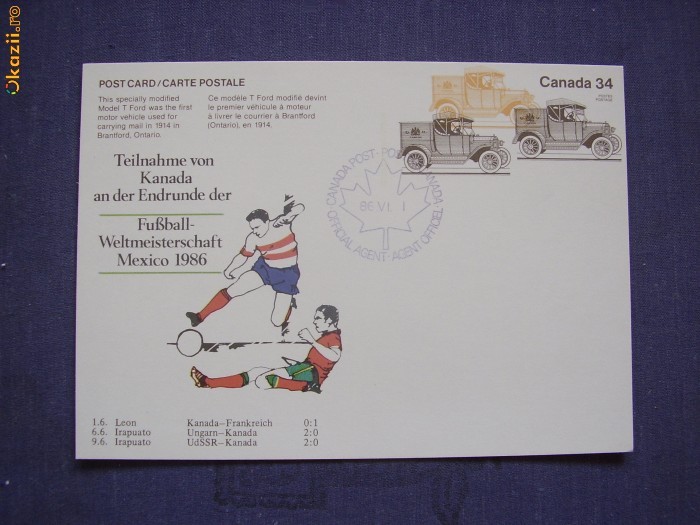 Okazii.ro
POST CARD/CARTE POSTALE
This specially modified
Model T Ford was the first
motor vehicle used for
carrying mail in 1914 in
Brantford, Ontario.
Ce modèle T Ford modifié devint
le premier véhicule à moteur
à livrer le courrier à Brantford
(Ontario), en 1914.
Canada 34
POSTES
POSTAGE
CANADA POST · POSTES CANADA
OFFICIAL AGENT - AGENT OFFICIEL
86 VI 1
Teilnahme von
Kanada
an der Endrunde der
Fußball-
Weltmeisterschaft
Mexico 1986
1.6. Leon Kanada–Frankreich 0:1
6.6. Irapuato Ungarn–Kanada 2:0
9.6. Irapuato UdSSR–Kanada 2:0